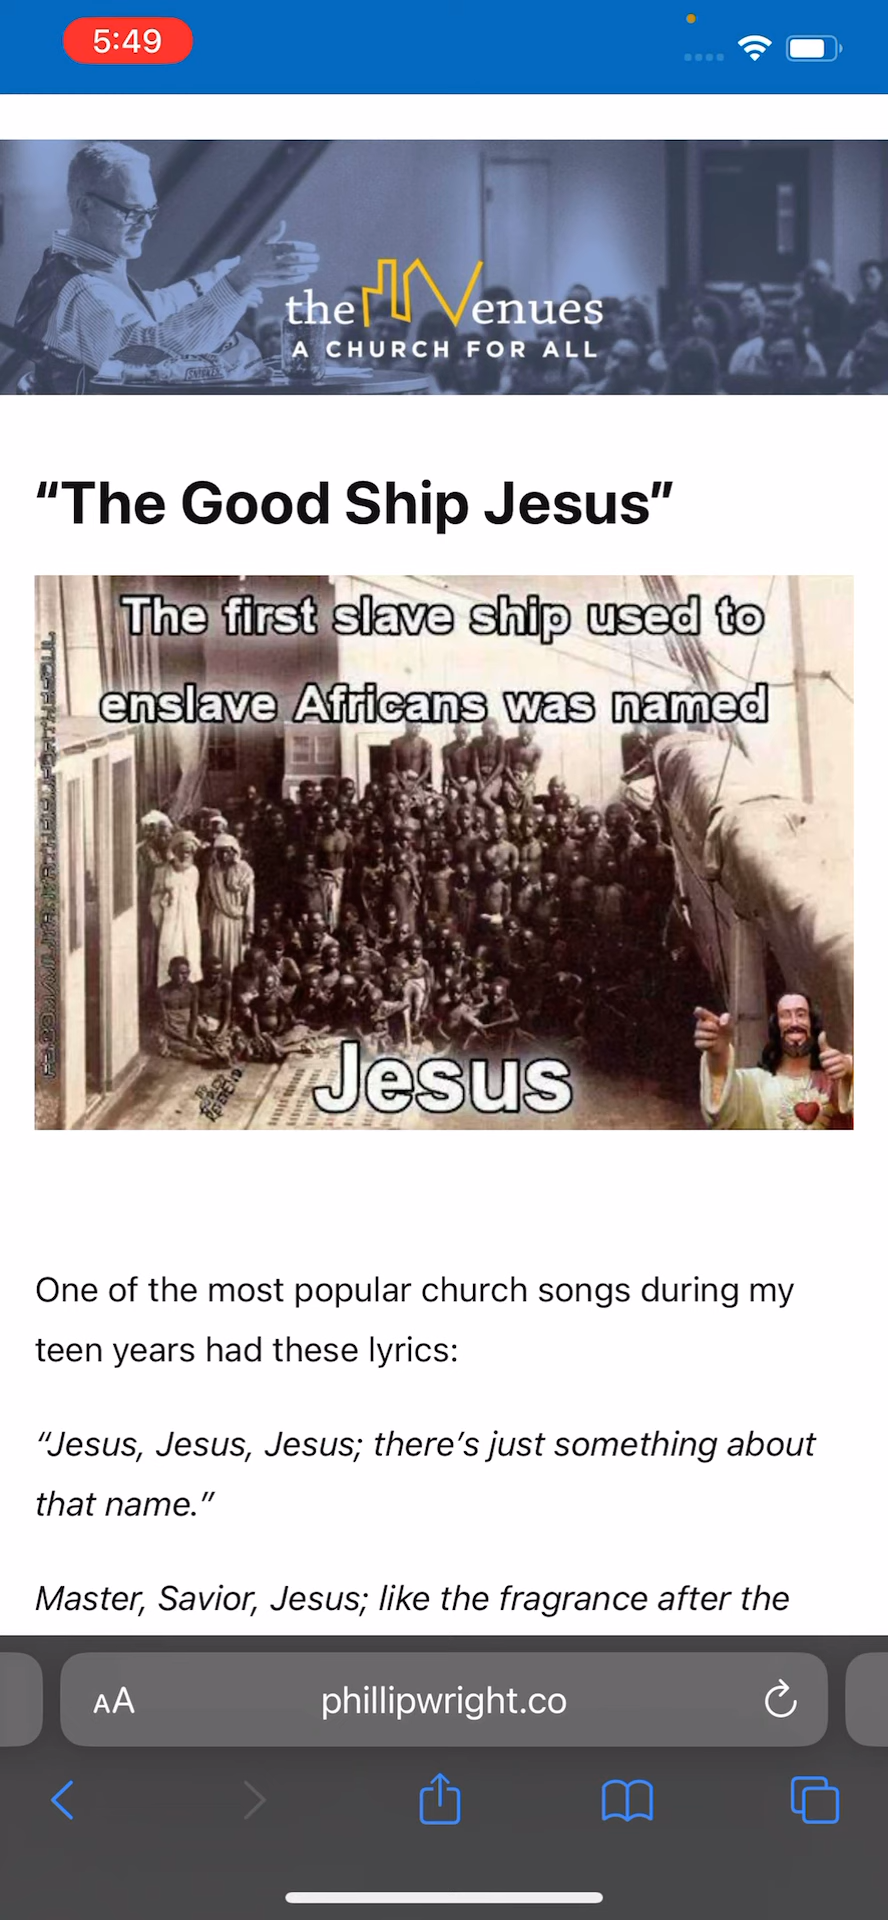 5:49
the Venues
A CHURCH FOR ALL
“The Good Ship Jesus”
The first slave ship used to
enslave Africans was named
Jesus
One of the most popular church songs during my
teen years had these lyrics:
“Jesus, Jesus, Jesus; there’s just something about
that name.”
Master, Savior, Jesus; like the fragrance after the
AA
phillipwright.co